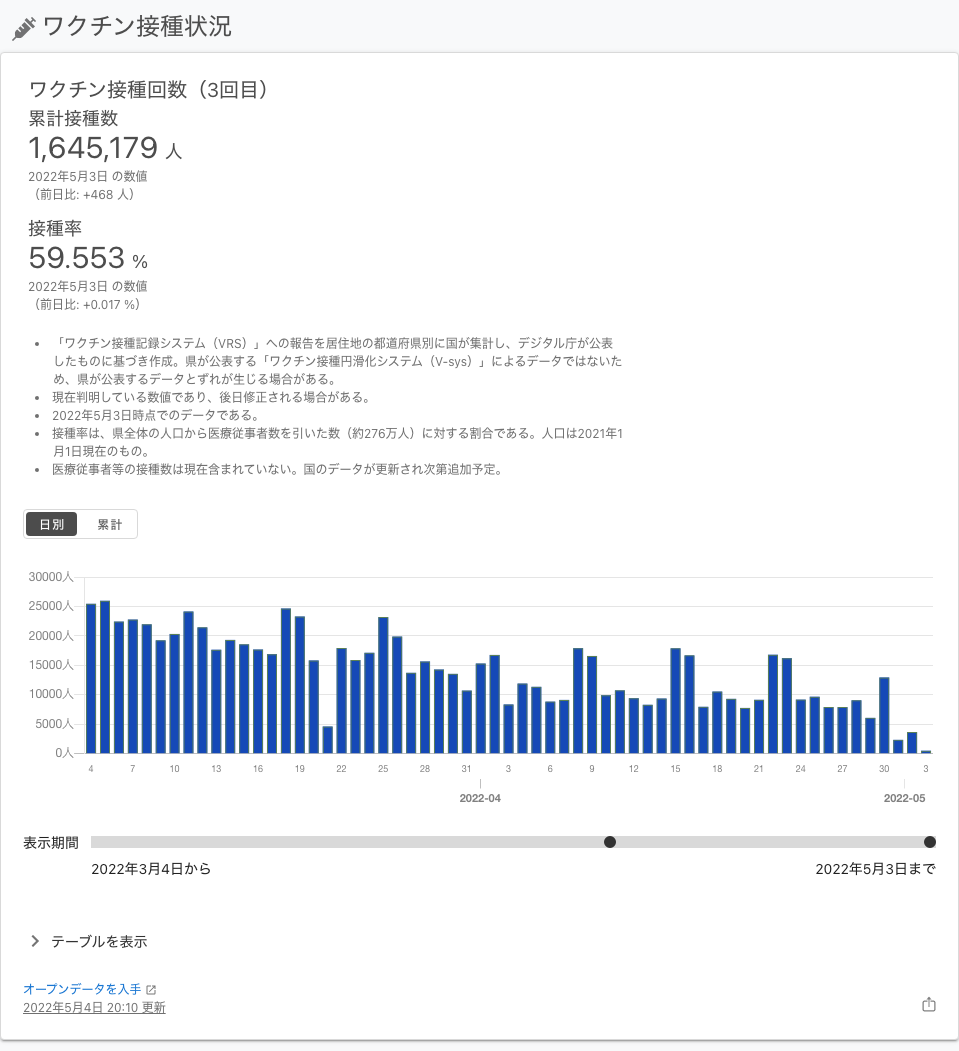 ワクチン接種状況
ワクチン接種回数（3回目）
累計接種数
1,645,179 人
2022年5月3日 の数値
（前日比: +468 人）
接種率
59.553 %
2022年5月3日 の数値
（前日比: +0.017 %）
「ワクチン接種記録システム（VRS）」への報告を居住地の都道府県別に国が集計し、デジタル庁が公表
したものに基づき作成。県が公表する「ワクチン接種円滑化システム（V-sys）」によるデータではないた
め、県が公表するデータとずれが生じる場合がある。
現在判明している数値であり、後日修正される場合がある。
2022年5月3日時点でのデータである。
接種率は、県全体の人口から医療従事者数を引いた数（約276万人）に対する割合である。人口は2021年1
月1日現在のもの。
医療従事者等の接種数は現在含まれていない。国のデータが更新され次第追加予定。
日別 累計
30000人
25000人
20000人
15000人
10000人
5000人
0人
4 7 10 13 16 19 22 25 28 31 3 6 9 12 15 18 21 24 27 30 3
2022-04 2022-05
表示期間
2022年3月4日から 2022年5月3日まで
テーブルを表示
オープンデータを入手
2022年5月4日 20:10 更新